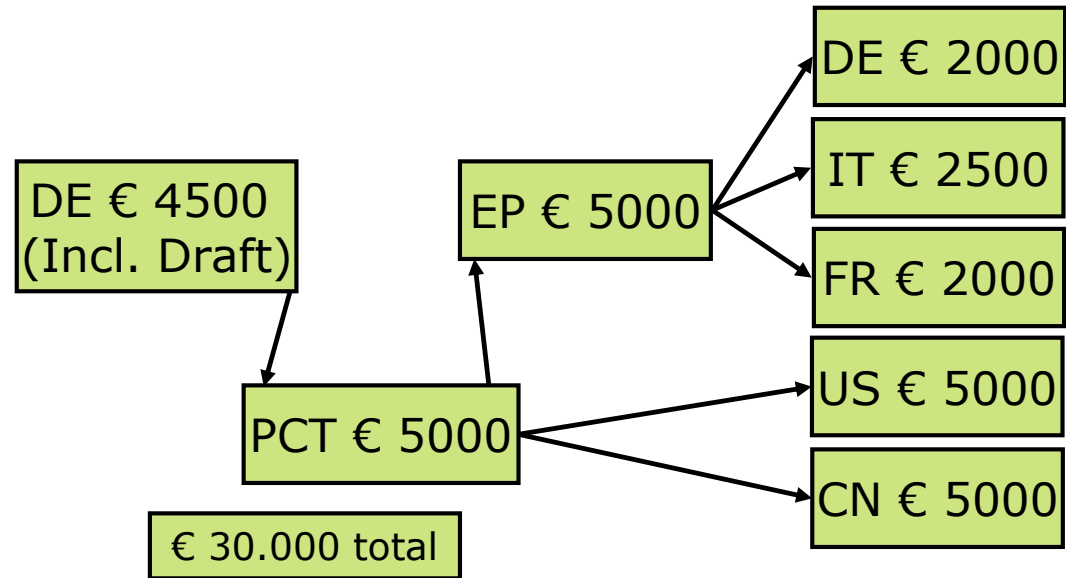 DE € 4500
(Incl. Draft)
PCT € 5000
EP € 5000
DE € 2000
IT € 2500
FR € 2000
US € 5000
CN € 5000
€ 30.000 total